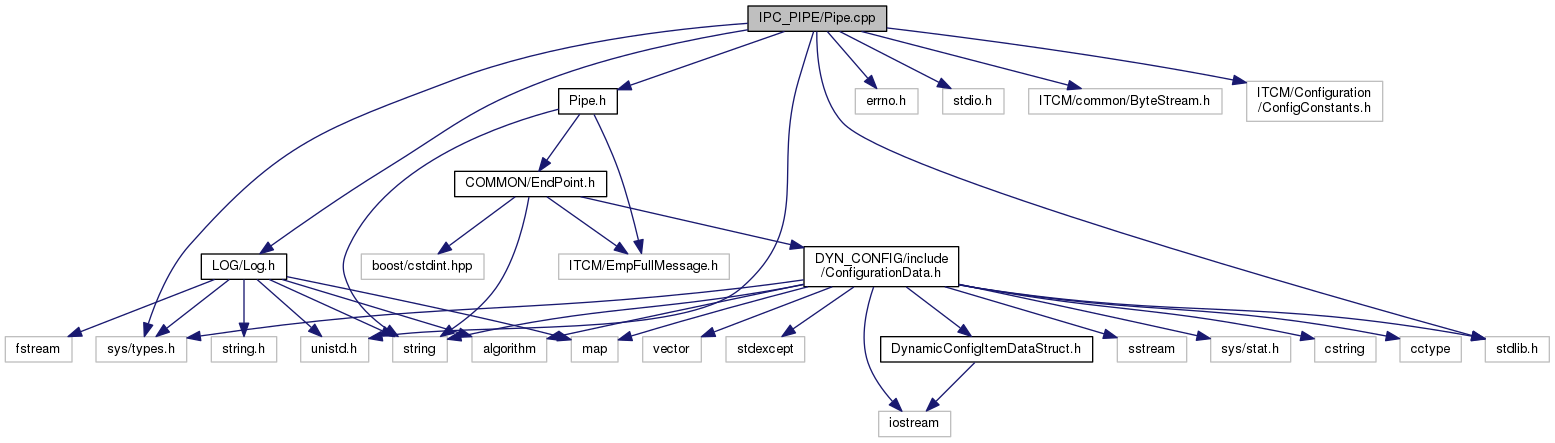 IPC_PIPE/Pipe.cpp
Pipe.h
errno.h
stdio.h
ITCM/common/ByteStream.h
ITCM/Configuration
/ConfigConstants.h
COMMON/EndPoint.h
LOG/Log.h
boost/cstdint.hpp
ITCM/EmpFullMessage.h
DYN_CONFIG/include
/ConfigurationData.h
fstream
sys/types.h
string.h
unistd.h
string
algorithm
map
vector
stdexcept
DynamicConfigItemDataStruct.h
sstream
sys/stat.h
cstring
cctype
stdlib.h
iostream